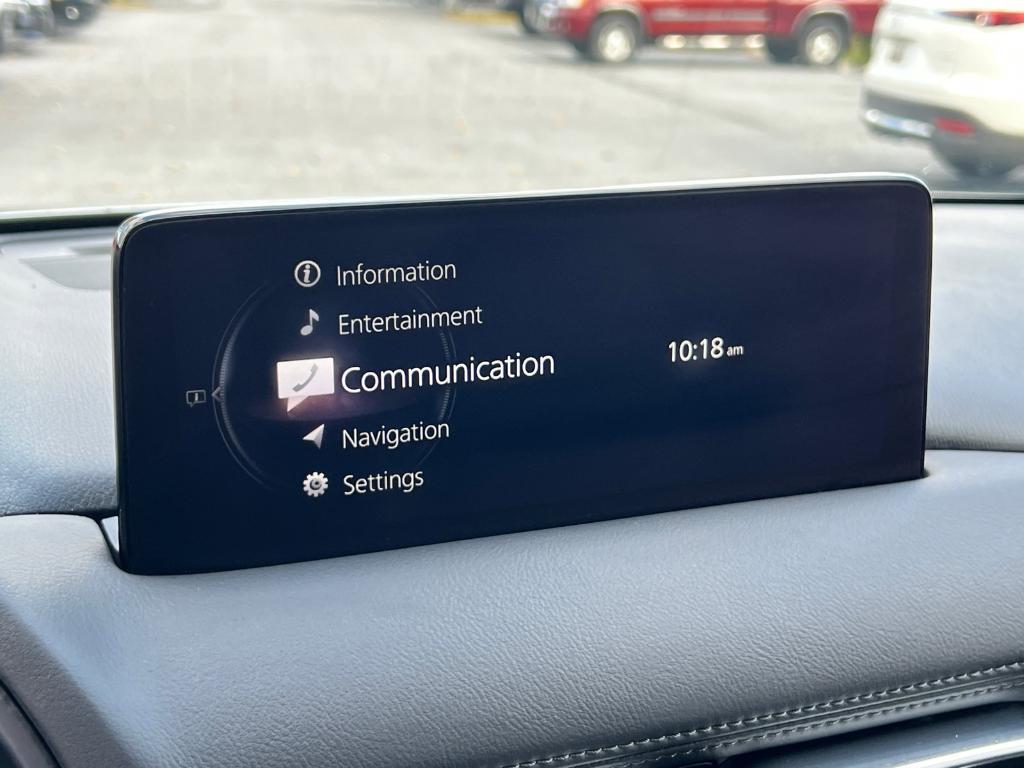 Information
Entertainment
Communication
10:18 am
Navigation
Settings